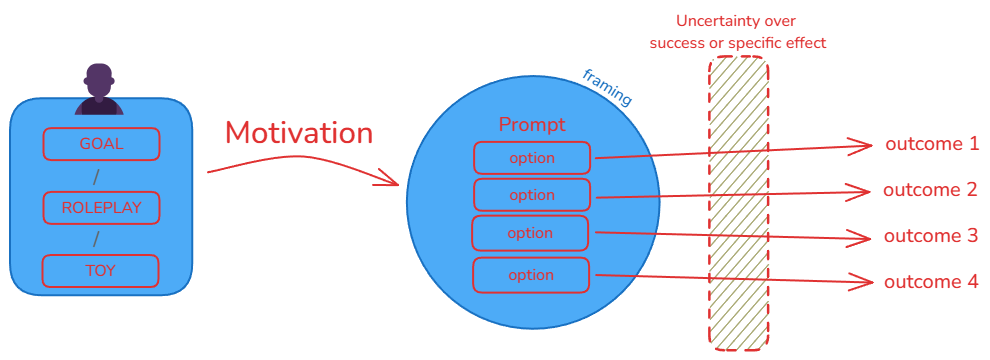 Uncertainty over
success or specific effect
framing
GOAL
/
ROLEPLAY
/
TOY
Motivation
Prompt
option
option
option
option
outcome 1
outcome 2
outcome 3
outcome 4